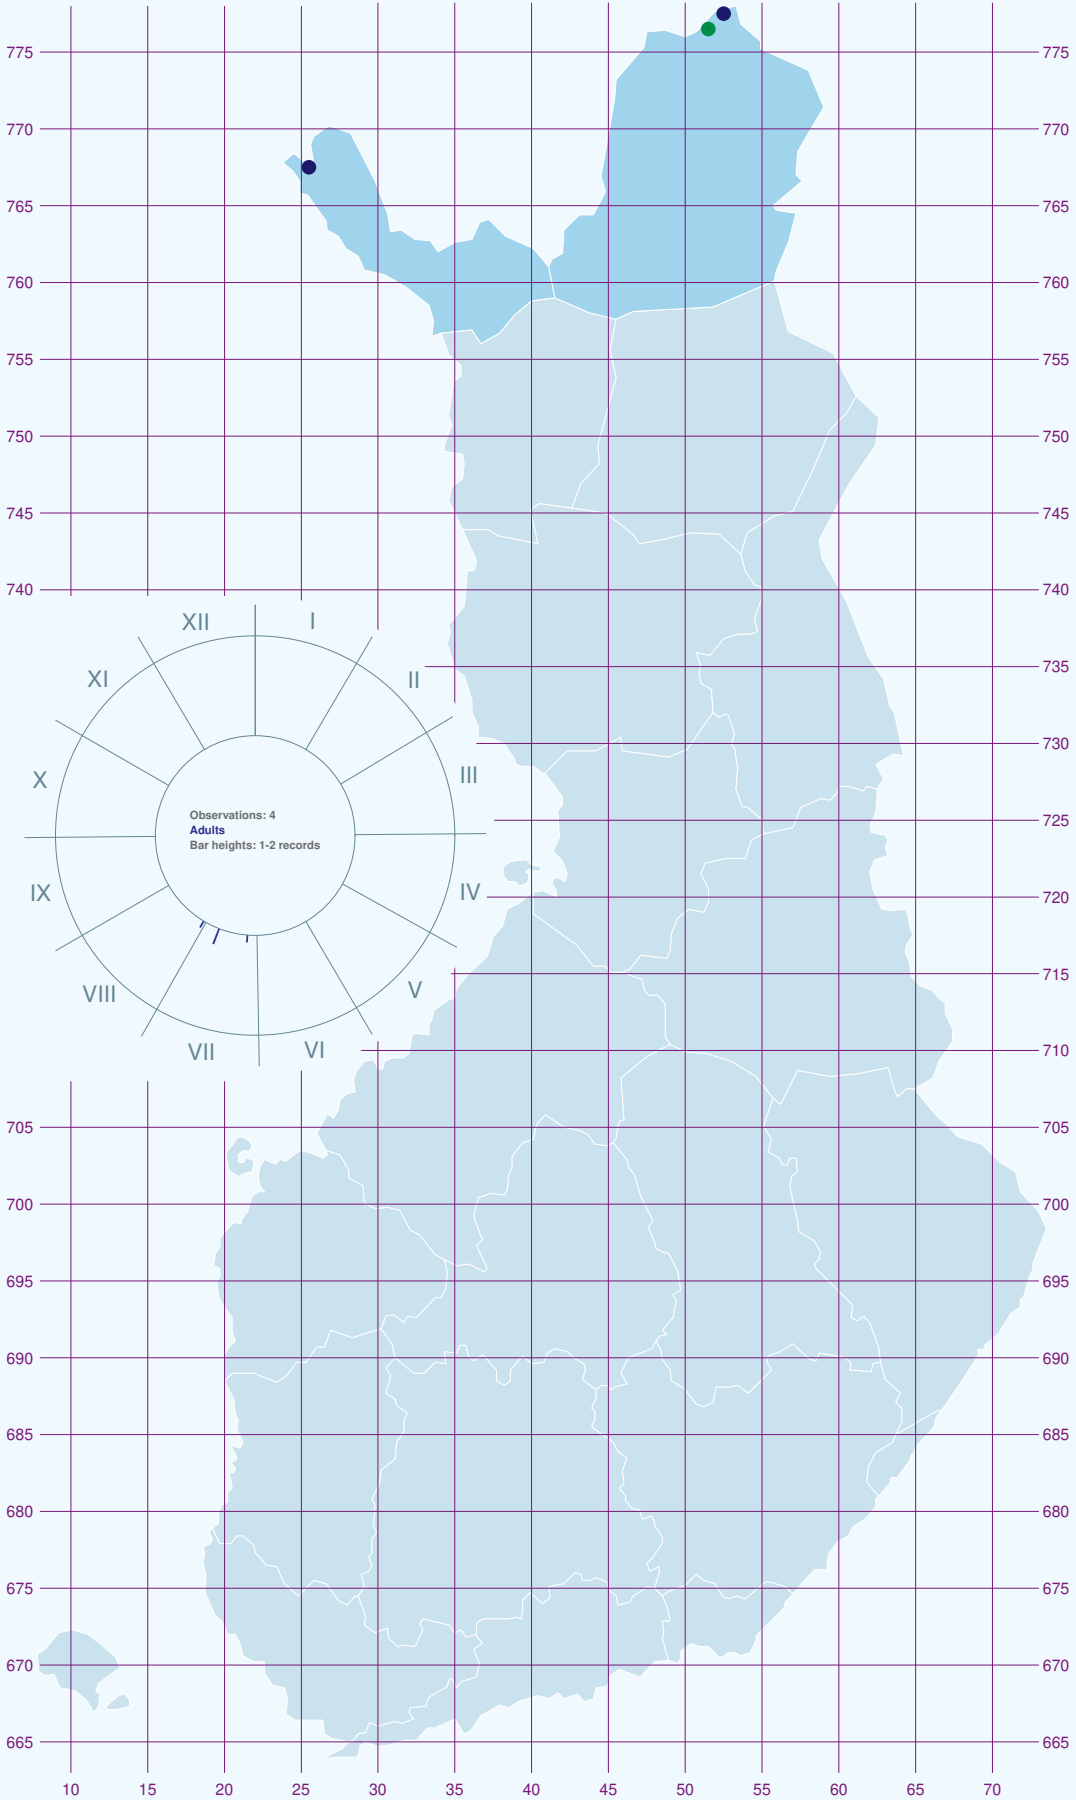 775 775
770 770
765 765
760 760
755 755
750 750
745 745
740 740
XII I
735
XI II
730
X III
725
Observations: 4
Adults
Bar heights: 1-2 records
IX IV
720
715
VIII V
VII VI
710
705 705
700 700
695 695
690 690
685 685
680 680
675 675
670 670
665 665
10 15 20 25 30 35 40 45 50 55 60 65 70